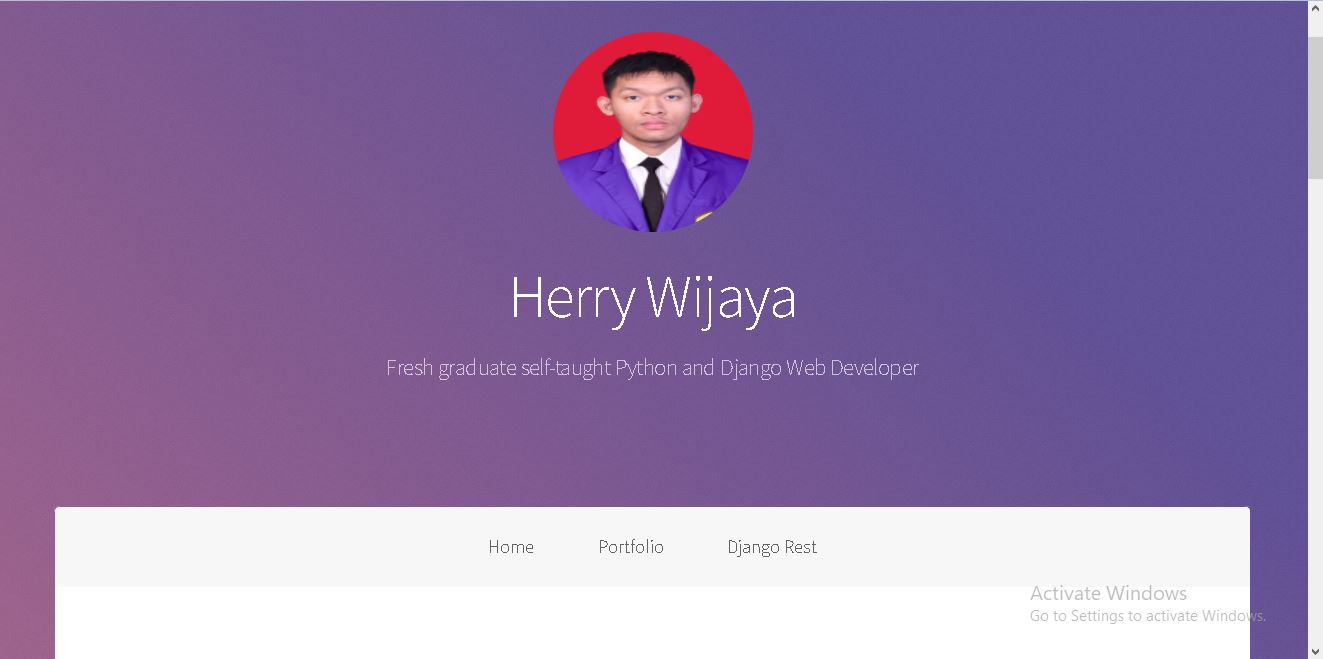 Herry Wijaya
Fresh graduate self-taught Python and Django Web Developer
Home Portfolio Django Rest
Activate Windows
Go to Settings to activate Windows.